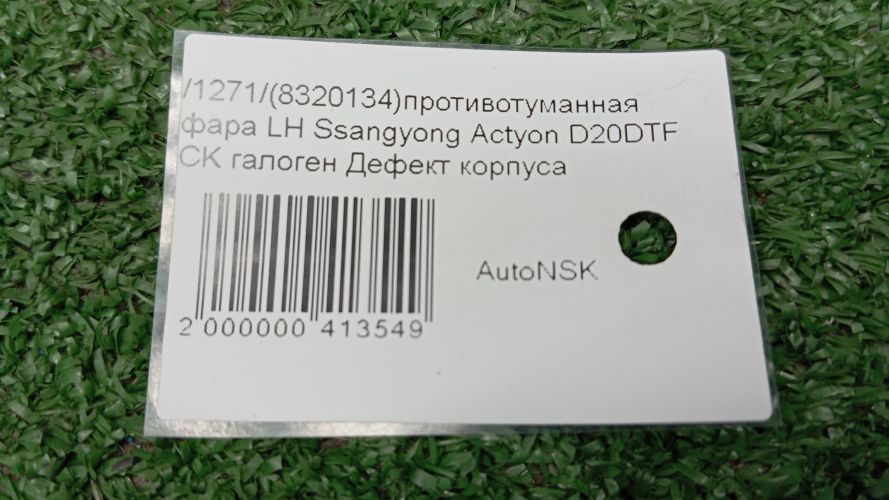 /1271/(8320134)противотуманная
фара LH Ssangyong Actyon D20DTF
CK галоген Дефект корпуса
AutoNSK
2 000000 413549